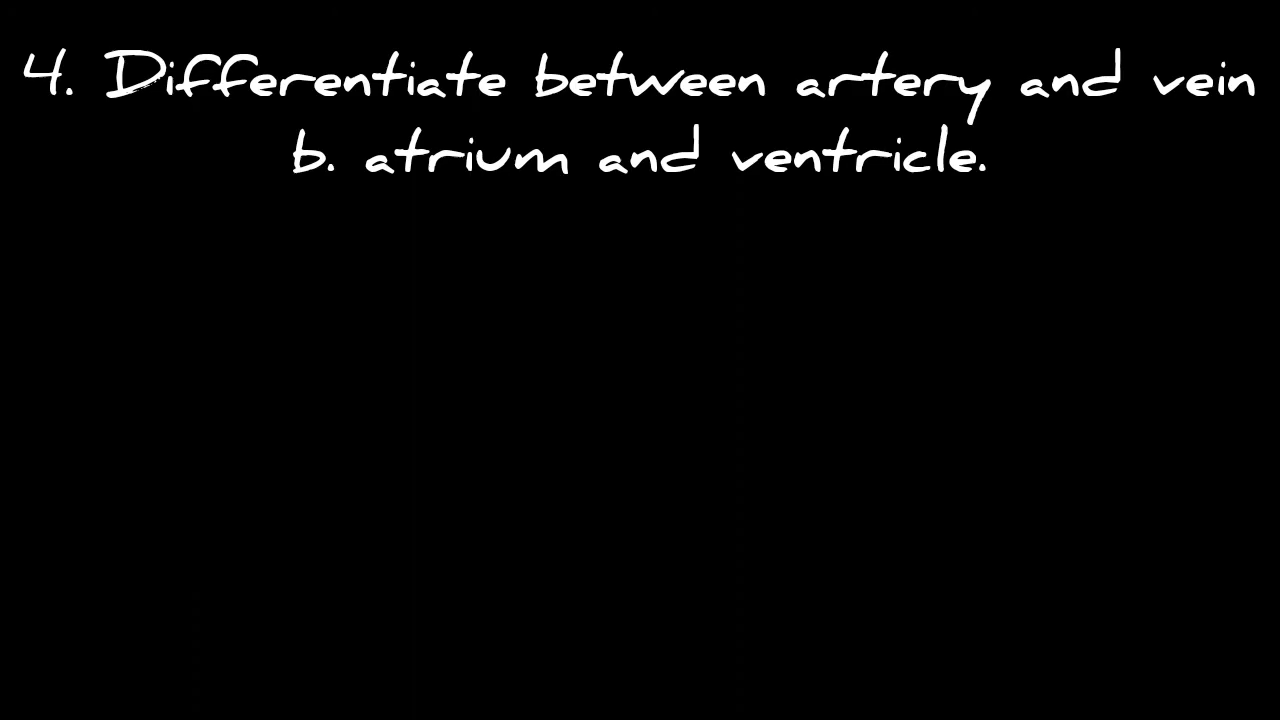 4. Differentiate between artery and vein
b. atrium and ventricle.